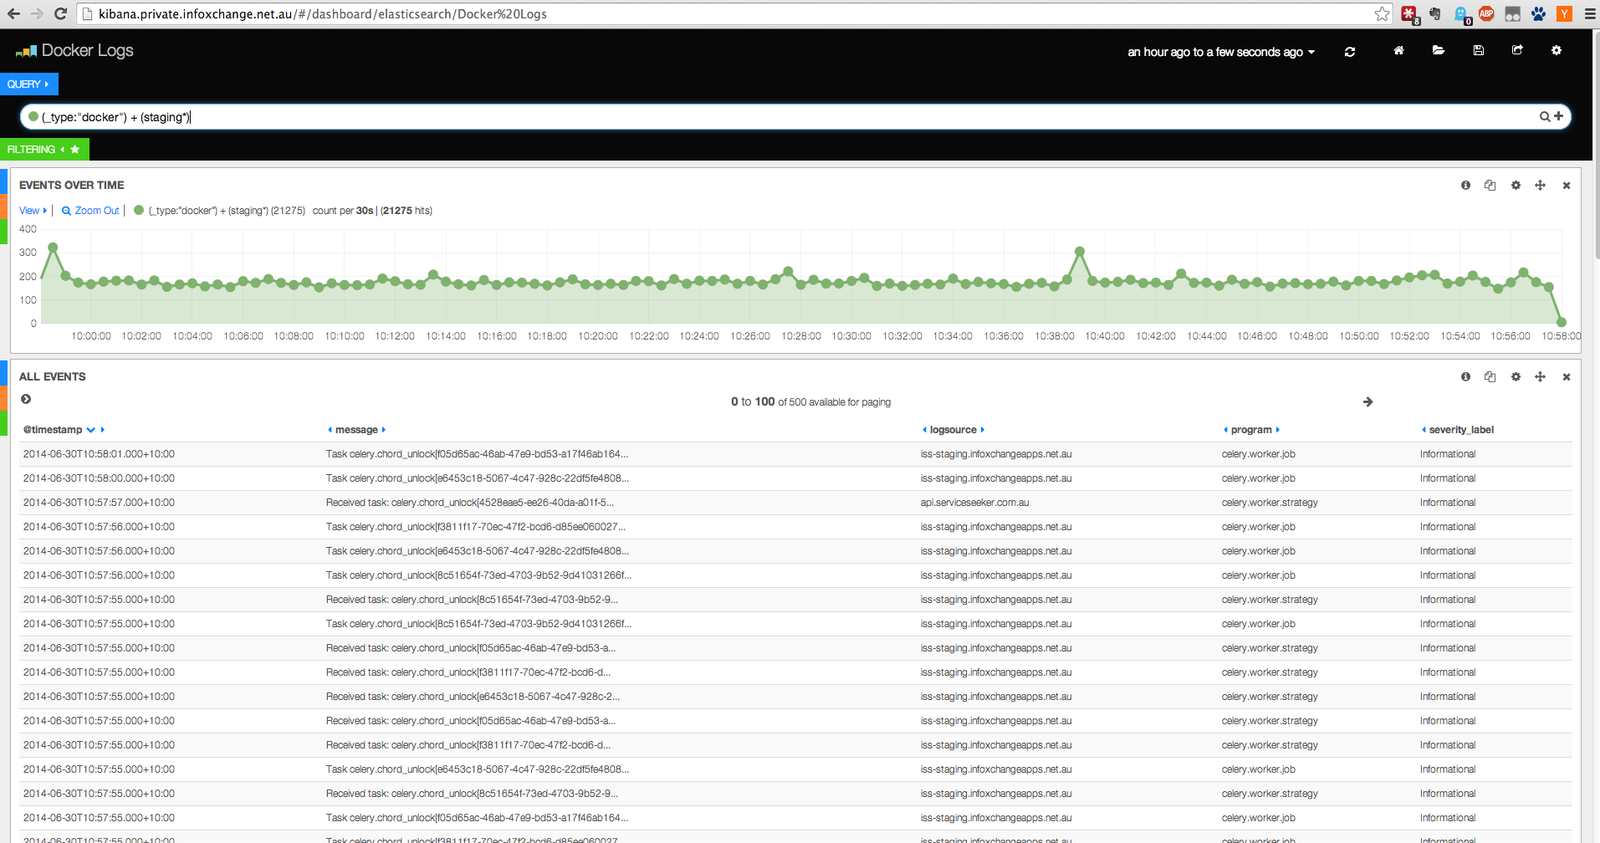 kibana.private.infoxchange.net.au/#/dashboard/elasticsearch/Docker%20Logs
8 0 ABP Y
Docker Logs
an hour ago to a few seconds ago
QUERY
(_type:"docker") + (staging*)
FILTERING
EVENTS OVER TIME
View | Zoom Out | (_type:"docker") + (staging*) (21275) count per 30s | (21275 hits)
400
300
200
100
0
10:00:00 10:02:00 10:04:00 10:06:00 10:08:00 10:10:00 10:12:00 10:14:00 10:16:00 10:18:00 10:20:00 10:22:00 10:24:00 10:26:00 10:28:00 10:30:00 10:32:00 10:34:00 10:36:00 10:38:00 10:40:00 10:42:00 10:44:00 10:46:00 10:48:00 10:50:00 10:52:00 10:54:00 10:56:00 10:58:00
ALL EVENTS
0 to 100 of 500 available for paging
@timestamp message logsource program severity_label
2014-06-30T10:58:01.000+10:00 Task celery.chord_unlock[f05d65ac-46ab-47e9-bd53-a17f46ab164... iss-staging.infoxchangeapps.net.au celery.worker.job Informational
2014-06-30T10:58:00.000+10:00 Task celery.chord_unlock[e6453c18-5067-4c47-928c-22df5fe4808... iss-staging.infoxchangeapps.net.au celery.worker.job Informational
2014-06-30T10:57:57.000+10:00 Received task: celery.chord_unlock[4528eae5-ee26-40da-a01f-5... api.serviceseeker.com.au celery.worker.strategy Informational
2014-06-30T10:57:56.000+10:00 Task celery.chord_unlock[f3811f17-70ec-47f2-bcd6-d85ee060027... iss-staging.infoxchangeapps.net.au celery.worker.job Informational
2014-06-30T10:57:56.000+10:00 Task celery.chord_unlock[e6453c18-5067-4c47-928c-22df5fe4808... iss-staging.infoxchangeapps.net.au celery.worker.job Informational
2014-06-30T10:57:56.000+10:00 Task celery.chord_unlock[8c51654f-73ed-4703-9b52-9d41031266f... iss-staging.infoxchangeapps.net.au celery.worker.job Informational
2014-06-30T10:57:55.000+10:00 Received task: celery.chord_unlock[8c51654f-73ed-4703-9b52-9... iss-staging.infoxchangeapps.net.au celery.worker.strategy Informational
2014-06-30T10:57:55.000+10:00 Task celery.chord_unlock[8c51654f-73ed-4703-9b52-9d41031266f... iss-staging.infoxchangeapps.net.au celery.worker.job Informational
2014-06-30T10:57:55.000+10:00 Received task: celery.chord_unlock[f05d65ac-46ab-47e9-bd53-a... iss-staging.infoxchangeapps.net.au celery.worker.strategy Informational
2014-06-30T10:57:55.000+10:00 Received task: celery.chord_unlock[f3811f17-70ec-47f2-bcd6-d... iss-staging.infoxchangeapps.net.au celery.worker.strategy Informational
2014-06-30T10:57:55.000+10:00 Received task: celery.chord_unlock[e6453c18-5067-4c47-928c-2... iss-staging.infoxchangeapps.net.au celery.worker.strategy Informational
2014-06-30T10:57:55.000+10:00 Received task: celery.chord_unlock[f05d65ac-46ab-47e9-bd53-a... iss-staging.infoxchangeapps.net.au celery.worker.strategy Informational
2014-06-30T10:57:55.000+10:00 Received task: celery.chord_unlock[f3811f17-70ec-47f2-bcd6-d... iss-staging.infoxchangeapps.net.au celery.worker.strategy Informational
2014-06-30T10:57:55.000+10:00 Task celery.chord_unlock[e6453c18-5067-4c47-928c-22df5fe4808... iss-staging.infoxchangeapps.net.au celery.worker.job Informational
2014-06-30T10:57:55.000+10:00 Received task: celery.chord_unlock[8c51654f-73ed-4703-9b52-9... iss-staging.infoxchangeapps.net.au celery.worker.strategy Informational
2014-06-30T10:57:55.000+10:00 Task celery.chord_unlock[f05d65ac-46ab-47e9-bd53-a17f46ab164... iss-staging.infoxchangeapps.net.au celery.worker.job Informational
2014-06-30T10:57:55.000+10:00 Task celery.chord_unlock[f3811f17-70ec-47f2-bcd6-d85ee060027... iss-staging.infoxchangeapps.net.au celery.worker.job Informational